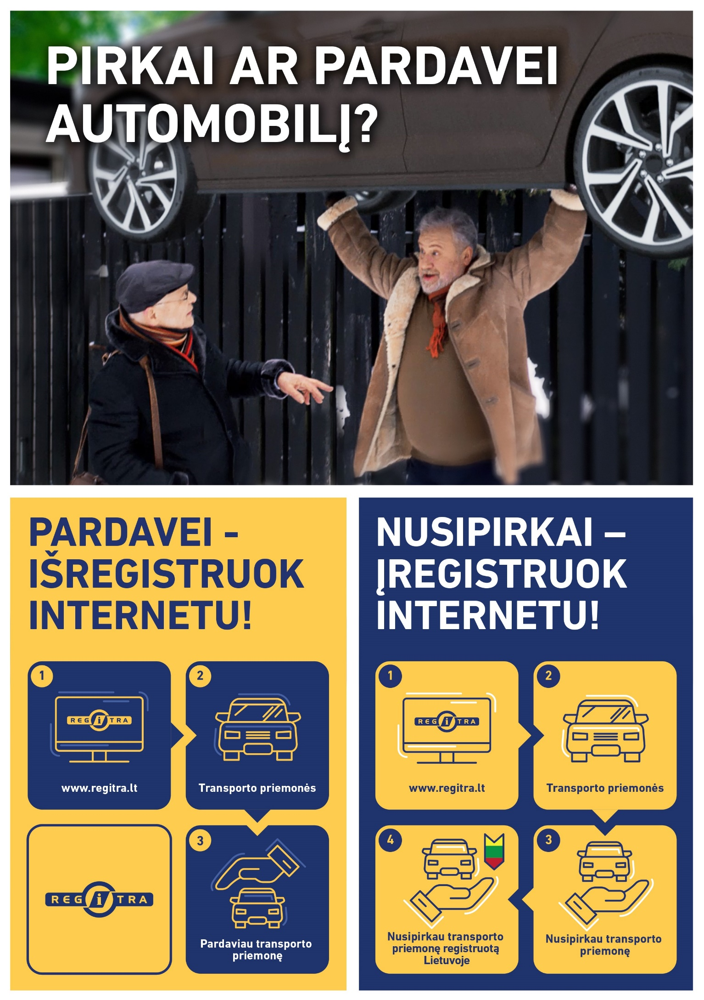 PIRKAI AR PARDAVEI
AUTOMOBILĮ?
PARDAVEI -
IŠREGISTRUOK
INTERNETU!
1
REGiTRA
www.regitra.lt
2
Transporto priemonės
3
Pardaviau transporto
priemonę
REGiTRA
NUSIPIRKAI –
ĮREGISTRUOK
INTERNETU!
1
REGiTRA
www.regitra.lt
2
Transporto priemonės
3
Nusipirkau transporto
priemonę
4
Nusipirkau transporto
priemonę registruotą
Lietuvoje